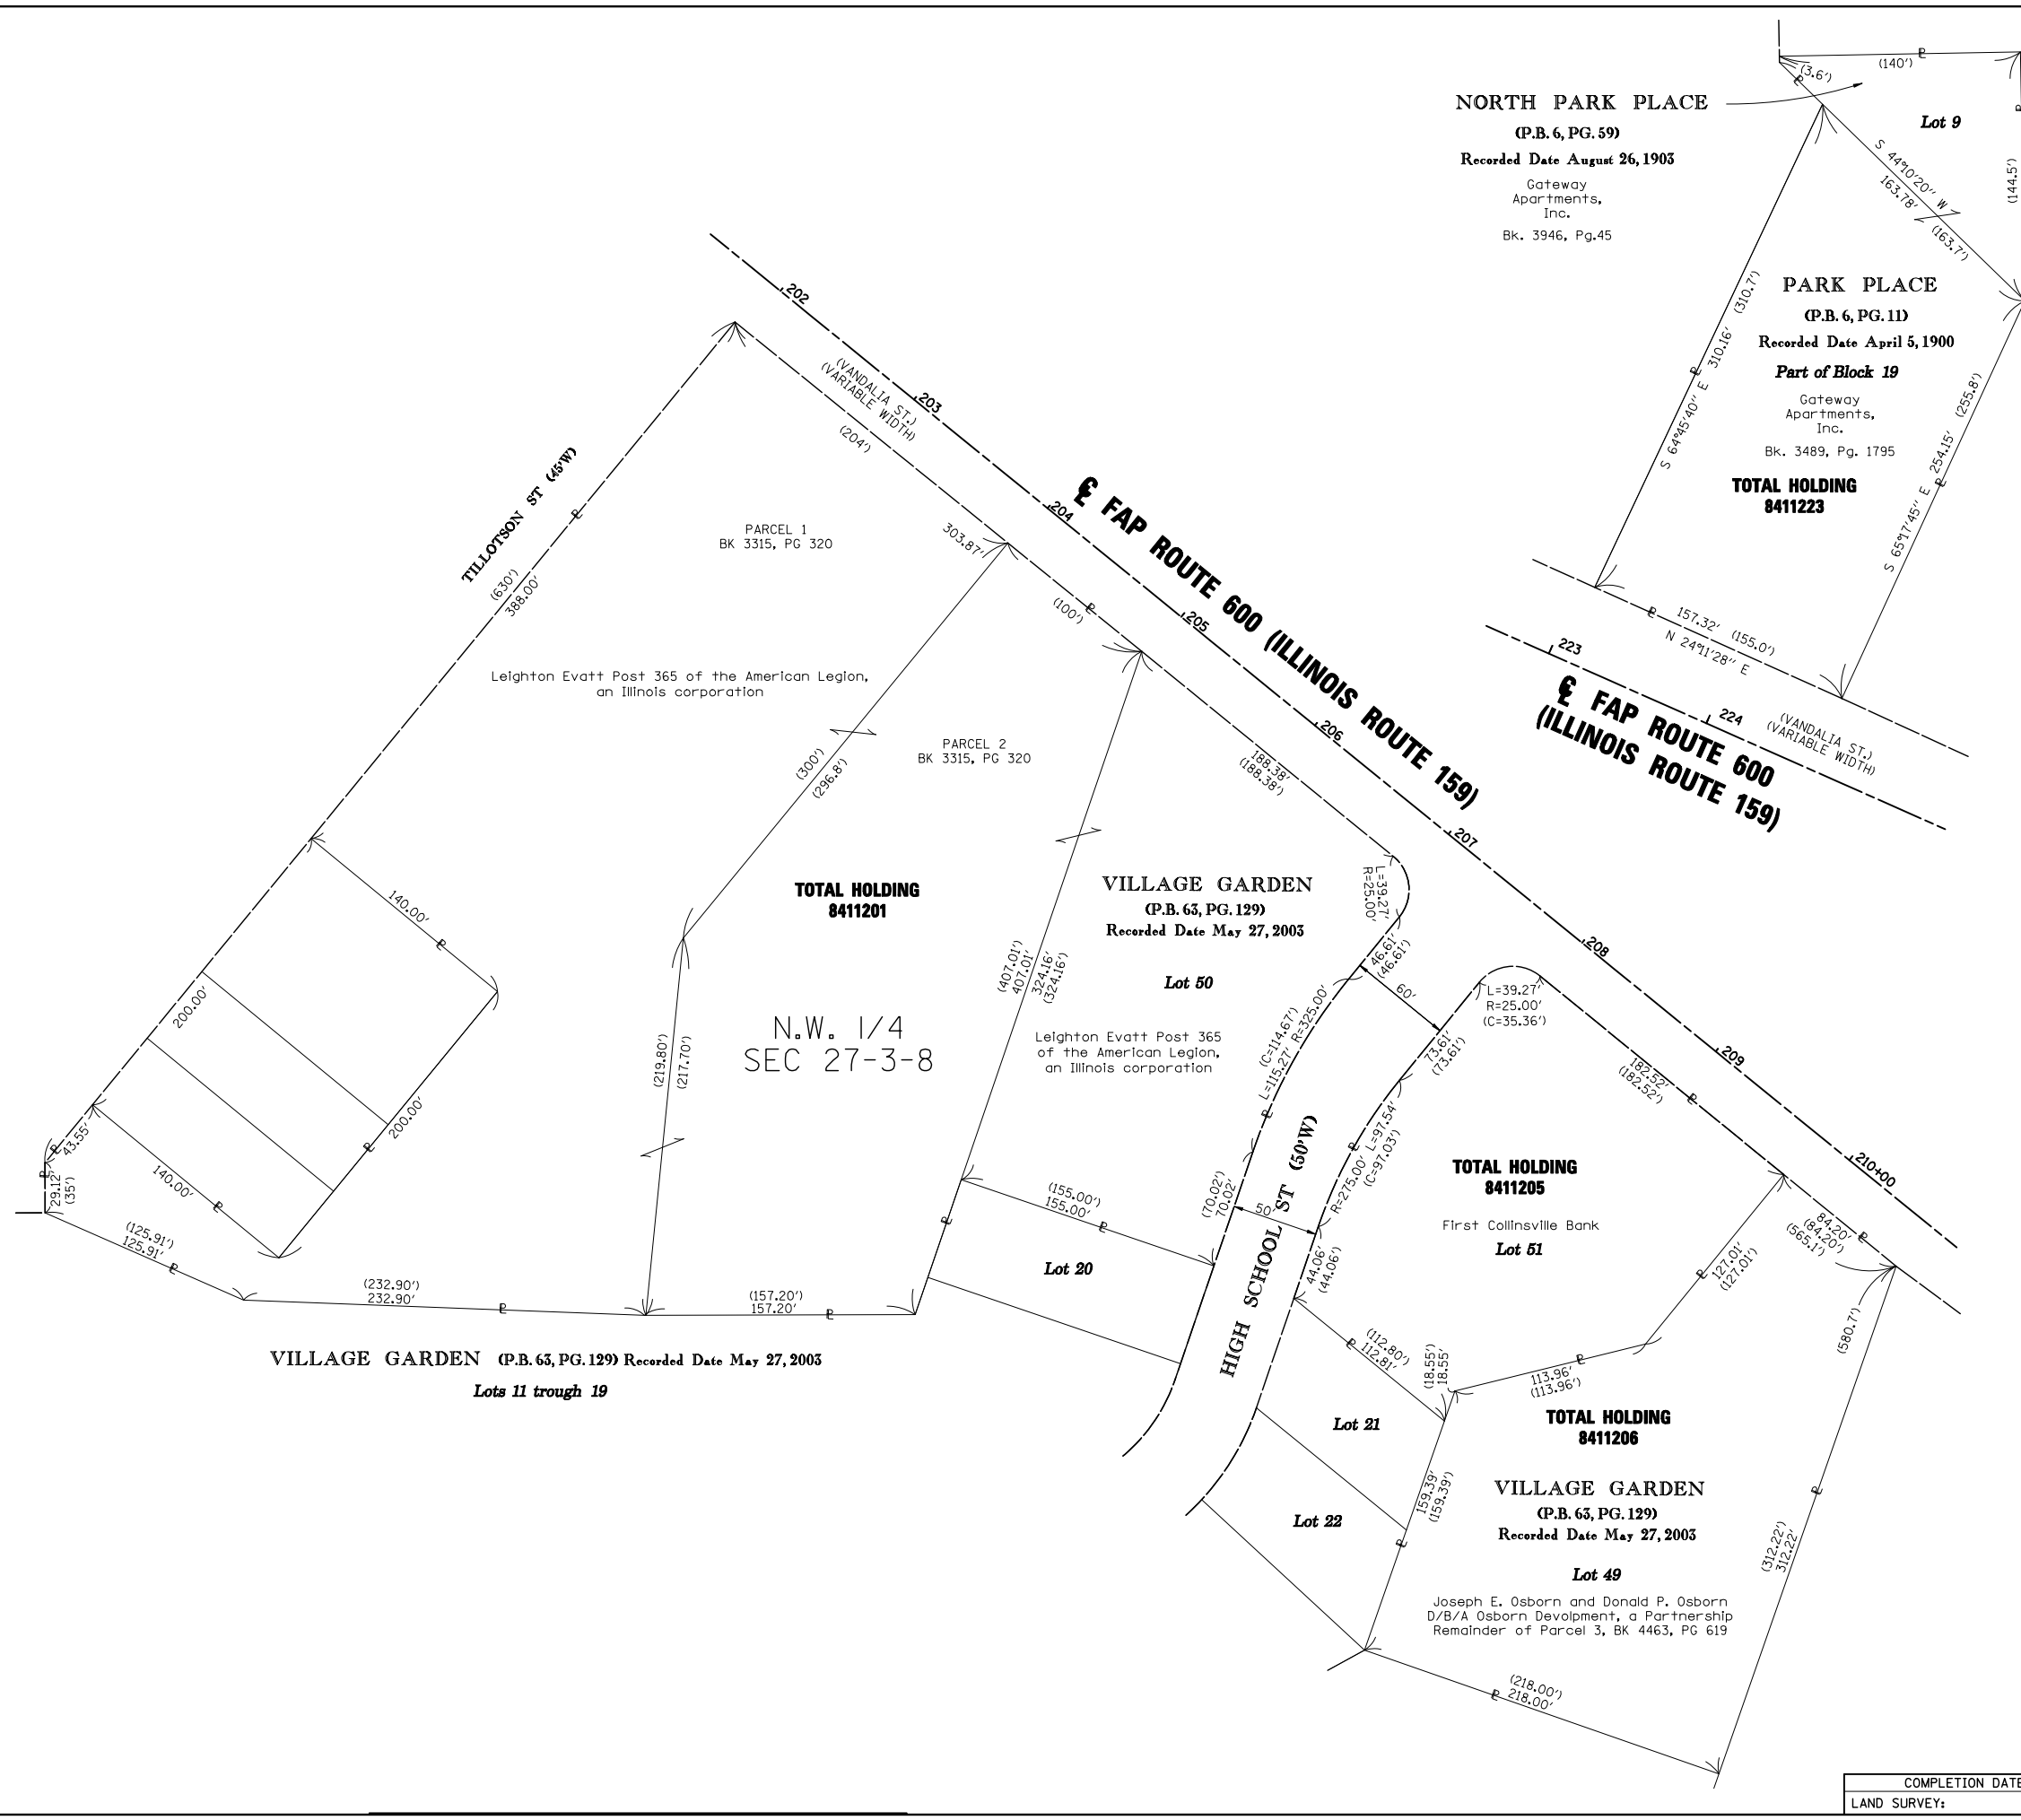 NORTH PARK PLACE
(P.B. 6, PG. 59)
Recorded Date August 26, 1903
Gateway
Apartments,
Inc.
Bk. 3946, Pg.45
(3.6')
(140')
Lot 9
(144.5')
S 44°10'20'' W
163.78'
(163.7')
PARK PLACE
(P.B. 6, PG. 11)
Recorded Date April 5, 1900
Part of Block 19
Gateway
Apartments,
Inc.
Bk. 3489, Pg. 1795
TOTAL HOLDING
8411223
S 64°45'40'' E 310.16' (310.7')
S 65°17'45'' E 254.15' (255.8')
157.32' (155.0')
N 24°11'28'' E
223
224
℄ FAP ROUTE 600
(ILLINOIS ROUTE 159)
(VANDALIA ST.)
(VARIABLE WIDTH)
202
203
204
205
206
207
208
209
210+00
(VANDALIA ST.)
(VARIABLE WIDTH)
℄ FAP ROUTE 600 (ILLINOIS ROUTE 159)
(204')
303.87'
(100')
TILLOTSON ST (45'W)
(630')
388.00'
PARCEL 1
BK 3315, PG 320
Leighton Evatt Post 365 of the American Legion,
an Illinois corporation
PARCEL 2
BK 3315, PG 320
(300')
(296.8')
188.38'
(188.38')
TOTAL HOLDING
8411201
VILLAGE GARDEN
(P.B. 63, PG. 129)
Recorded Date May 27, 2003
Lot 50
Leighton Evatt Post 365
of the American Legion,
an Illinois corporation
L=39.27'
R=25.00'
46.61'
(46.61')
60'
140.00'
200.00'
200.00'
140.00'
43.55'
29.12'
(35')
(125.91')
125.91'
(232.90')
232.90'
(157.20')
157.20'
(219.80')
(217.70')
N.W. 1/4
SEC 27-3-8
(407.01')
407.01'
324.16'
(324.16')
(C=114.67')
L=115.27' R=325.00'
(70.02')
70.02'
50'
(155.00')
155.00'
Lot 20
HIGH SCHOOL ST (50'W)
L=39.27'
R=25.00'
(C=35.36')
73.61'
(73.61')
R=275.00' L=97.54'
(C=97.03')
44.06'
(44.06')
182.52'
(182.52')
TOTAL HOLDING
8411205
First Collinsville Bank
Lot 51
84.20'
(84.20')
(565.1')
127.01'
(127.01')
(580.7')
(112.80')
112.81'
(18.55')
18.55'
113.96'
(113.96')
VILLAGE GARDEN (P.B. 63, PG. 129) Recorded Date May 27, 2003
Lots 11 trough 19
Lot 21
Lot 22
159.39'
(159.39')
TOTAL HOLDING
8411206
VILLAGE GARDEN
(P.B. 63, PG. 129)
Recorded Date May 27, 2003
Lot 49
Joseph E. Osborn and Donald P. Osborn
D/B/A Osborn Devolpment, a Partnership
Remainder of Parcel 3, BK 4463, PG 619
(312.22')
312.22'
(218.00')
218.00'
COMPLETION DATE
LAND SURVEY: